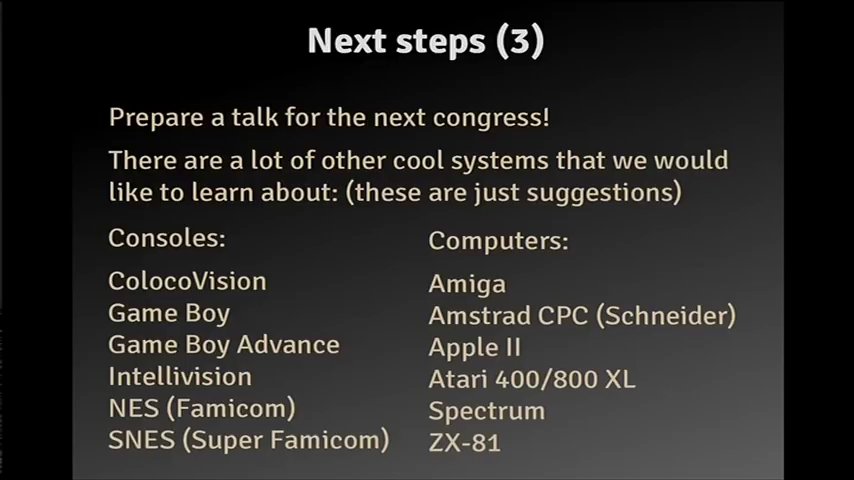 Next steps (3)
Prepare a talk for the next congress!
There are a lot of other cool systems that we would
like to learn about: (these are just suggestions)
Consoles:
ColocoVision
Game Boy
Game Boy Advance
Intellivision
NES (Famicom)
SNES (Super Famicom)
Computers:
Amiga
Amstrad CPC (Schneider)
Apple II
Atari 400/800 XL
Spectrum
ZX-81